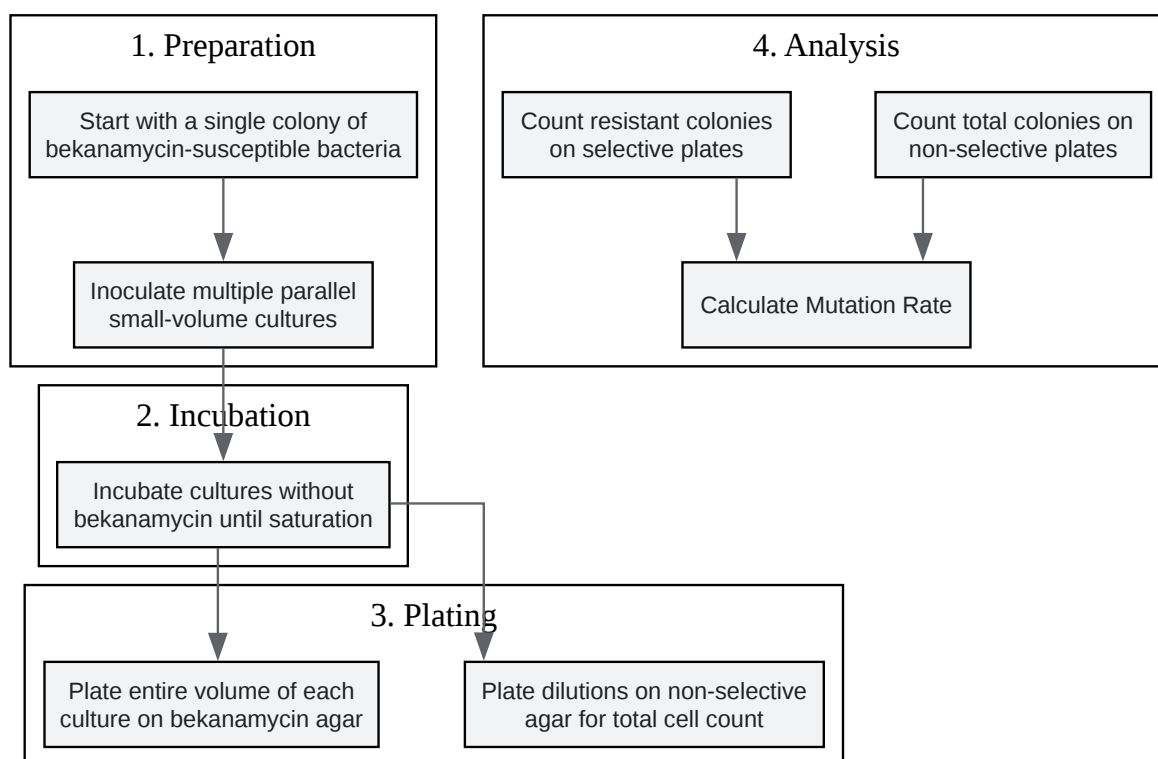 1. Preparation
Start with a single colony of
bekanamycin-susceptible bacteria
Inoculate multiple parallel
small-volume cultures
2. Incubation
Incubate cultures without
bekanamycin until saturation
3. Plating
Plate entire volume of each
culture on bekanamycin agar
Plate dilutions on non-selective
agar for total cell count
4. Analysis
Count resistant colonies
on selective plates
Count total colonies on
non-selective plates
Calculate Mutation Rate